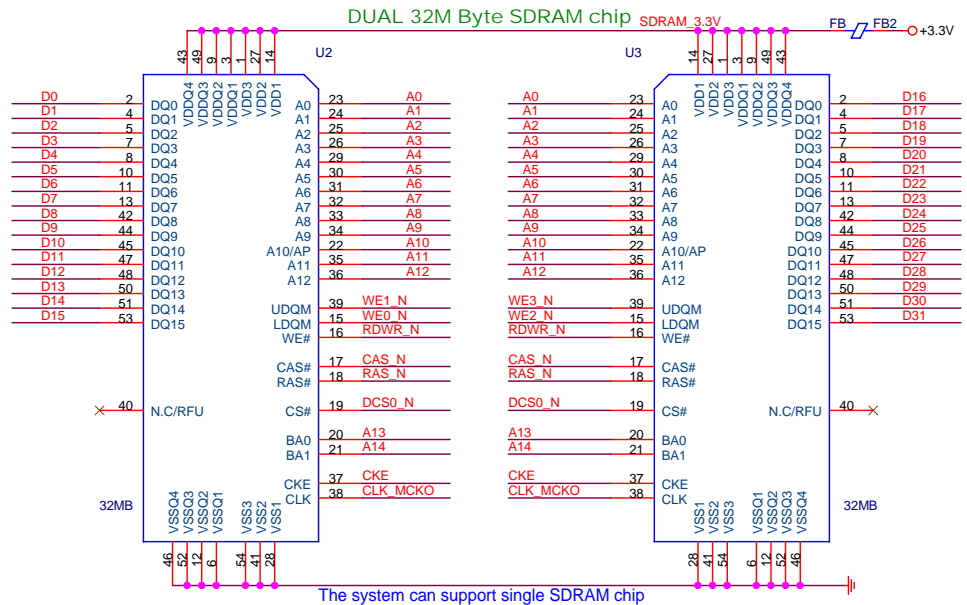 DUAL 32M Byte SDRAM chip
SDRAM_3.3V
FB
FB2
+3.3V
U2
43
49
9
3
1
27
14
VDDQ4
VDDQ3
VDDQ2
VDDQ1
VDD3
VDD2
VDD1
D0 2 DQ0
D1 4 DQ1
D2 5 DQ2
D3 7 DQ3
D4 8 DQ4
D5 10 DQ5
D6 11 DQ6
D7 13 DQ7
D8 42 DQ8
D9 44 DQ9
D10 45 DQ10
D11 47 DQ11
D12 48 DQ12
D13 50 DQ13
D14 51 DQ14
D15 53 DQ15
40 N.C/RFU
A0 23 A0
A1 24 A1
A2 25 A2
A3 26 A3
A4 29 A4
A5 30 A5
A6 31 A6
A7 32 A7
A8 33 A8
A9 34 A9
A10/AP 22 A10
A11 35 A11
A12 36 A12
UDQM 39 WE1_N
LDQM 15 WE0_N
WE# 16 RDWR_N
CAS# 17 CAS_N
RAS# 18 RAS_N
CS# 19 DCS0_N
BA0 20 A13
BA1 21 A14
CKE 37 CKE
CLK 38 CLK_MCKO
32MB
VSSQ4
VSSQ3
VSSQ2
VSSQ1
VSS3
VSS2
VSS1
46
52
12
6
54
41
28
U3
14
27
1
3
9
49
43
VDD1
VDD2
VDD3
VDDQ1
VDDQ2
VDDQ3
VDDQ4
A0 23 A0
A1 24 A1
A2 25 A2
A3 26 A3
A4 29 A4
A5 30 A5
A6 31 A6
A7 32 A7
A8 33 A8
A9 34 A9
A10 22 A10/AP
A11 35 A11
A12 36 A12
WE3_N 39 UDQM
WE2_N 15 LDQM
RDWR_N 16 WE#
CAS_N 17 CAS#
RAS_N 18 RAS#
DCS0_N 19 CS#
A13 20 BA0
A14 21 BA1
CKE 37 CKE
CLK_MCKO 38 CLK
DQ0 2 D16
DQ1 4 D17
DQ2 5 D18
DQ3 7 D19
DQ4 8 D20
DQ5 10 D21
DQ6 11 D22
DQ7 13 D23
DQ8 42 D24
DQ9 44 D25
DQ10 45 D26
DQ11 47 D27
DQ12 48 D28
DQ13 50 D29
DQ14 51 D30
DQ15 53 D31
N.C/RFU 40
32MB
VSS1
VSS2
VSS3
VSSQ1
VSSQ2
VSSQ3
VSSQ4
28
41
54
6
12
52
46
The system can support single SDRAM chip